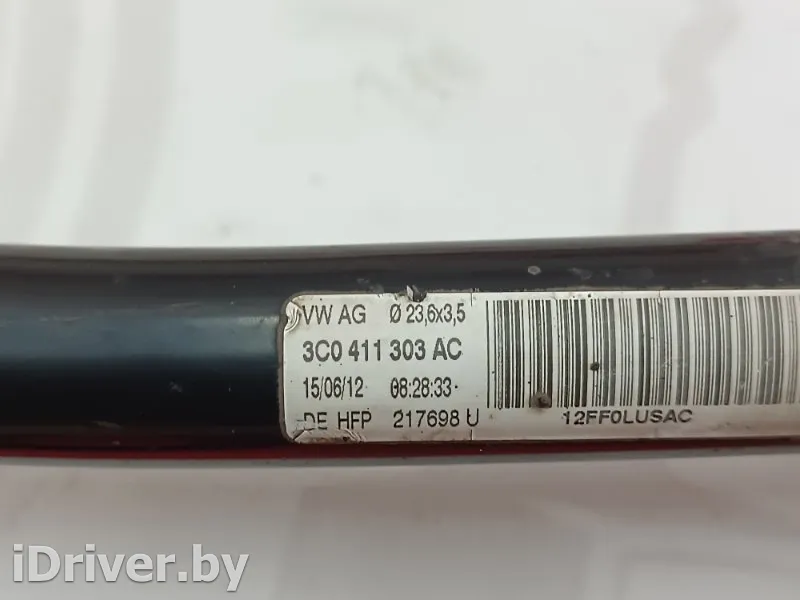 VW AG Ø 23,6x3,5
3C0 411 303 AC
15/06/12 08:28:33
DE HFP 217698 U
12FF0LUSAC
iDriver.by